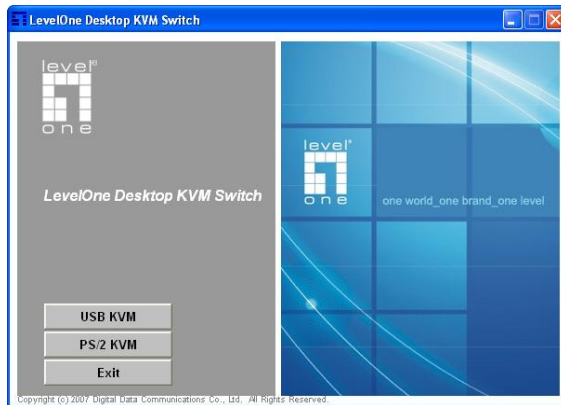 LevelOne Desktop KVM Switch
level®
one
LevelOne Desktop KVM Switch
USB KVM
PS/2 KVM
Exit
level®
one
one world_one brand_one level
Copyright (c) 2007 Digital Data Communications Co., Ltd. All Rights Reserved.